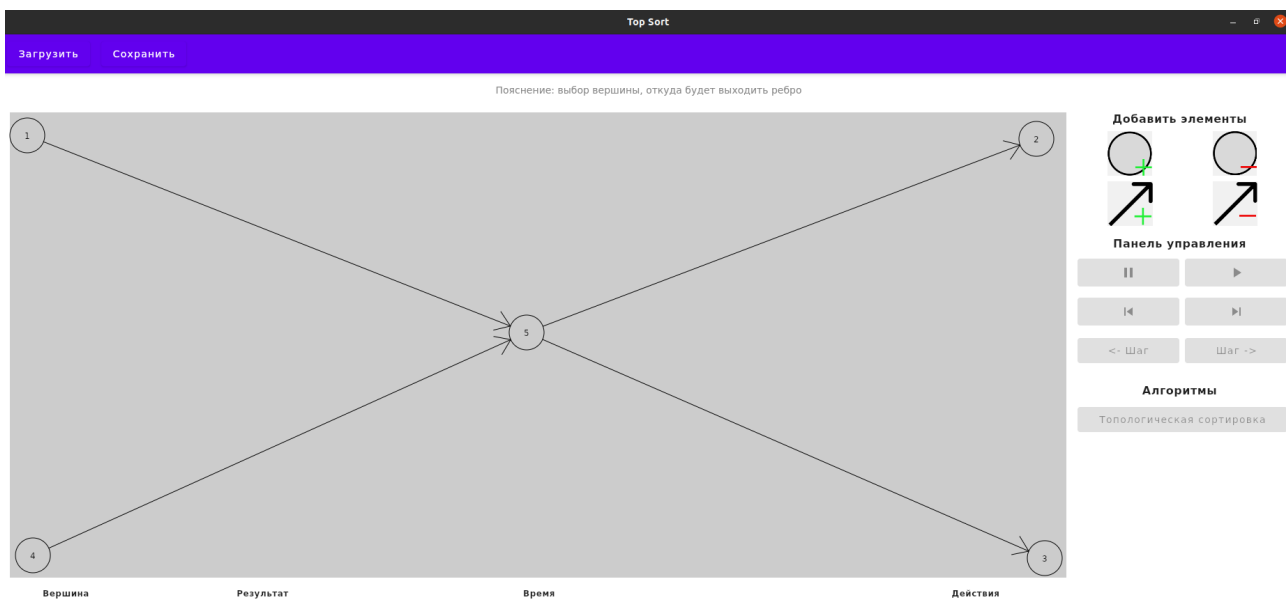 Top Sort
Загрузить Сохранить
Пояснение: выбор вершины, откуда будет выходить ребро
Добавить элементы
1
2
5
4
3
Панель управления
<- Шаг Шаг ->
Алгоритмы
Топологическая сортировка
Вершина Результат Время Действия